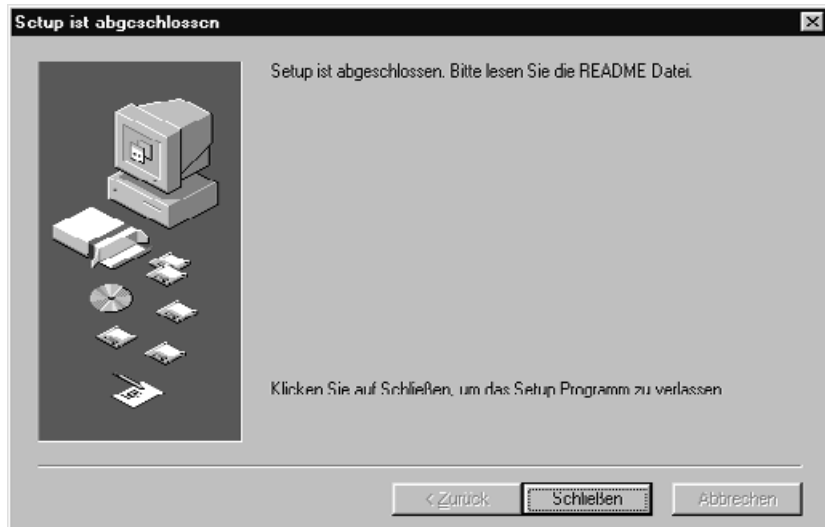 Setup ist abgeschlossen
Setup ist abgeschlossen. Bitte lesen Sie die README Datei.
Klicken Sie auf Schließen, um das Setup Programm zu verlassen
< Zurück
Schließen
Abbrechen